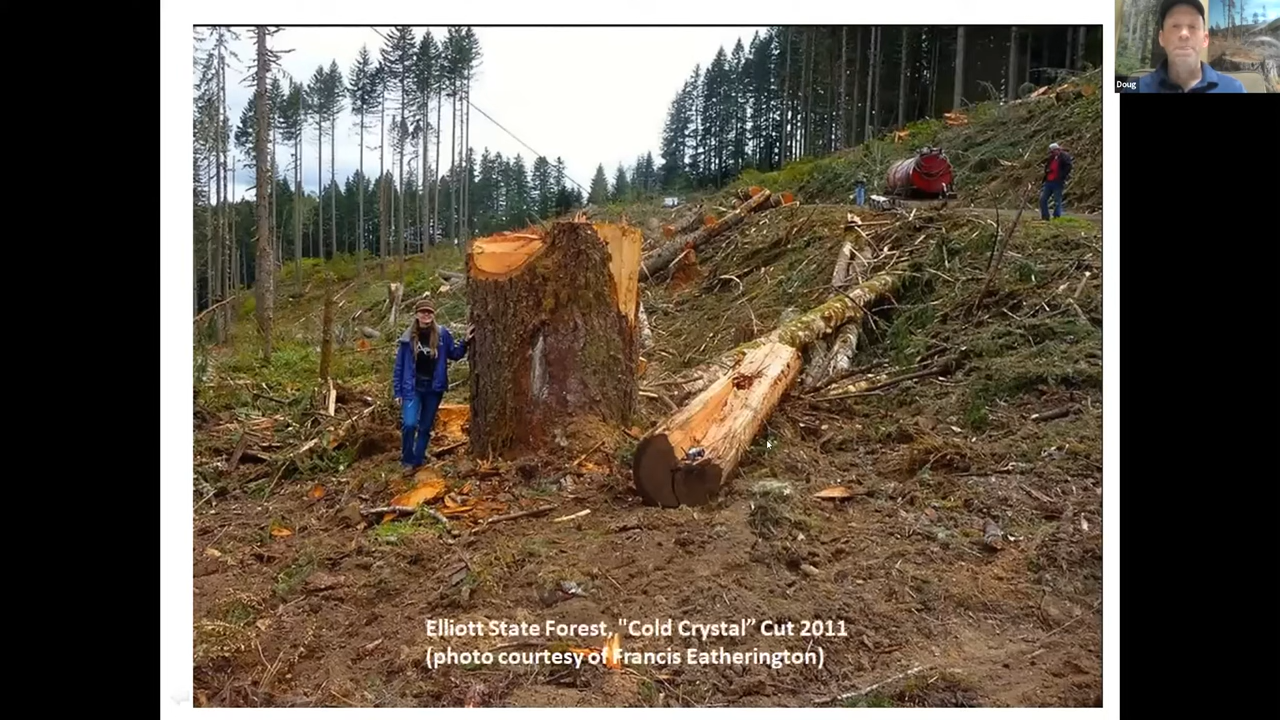 Doug
Elliott State Forest, "Cold Crystal” Cut 2011
(photo courtesy of Francis Eatherington)